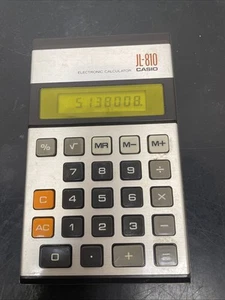 JL-810
ELECTRONIC CALCULATOR CASIO
5138008.
% √ MR M− M+
7 8 9 ÷
C 4 5 6 ×
AC 1 2 3 −
0 · + =